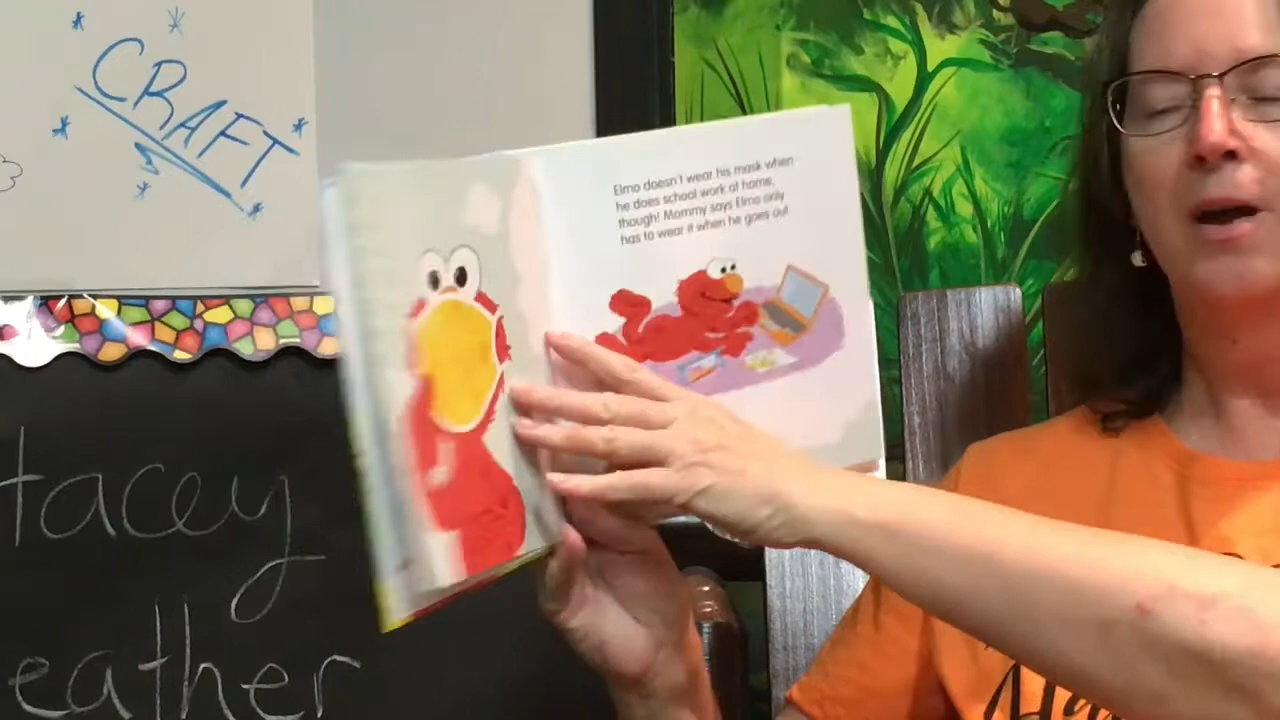 CRAFT
Elmo doesn't wear his mask when
he does school work at home,
though! Mommy says Elmo only
has to wear it when he goes out
tacey
eather